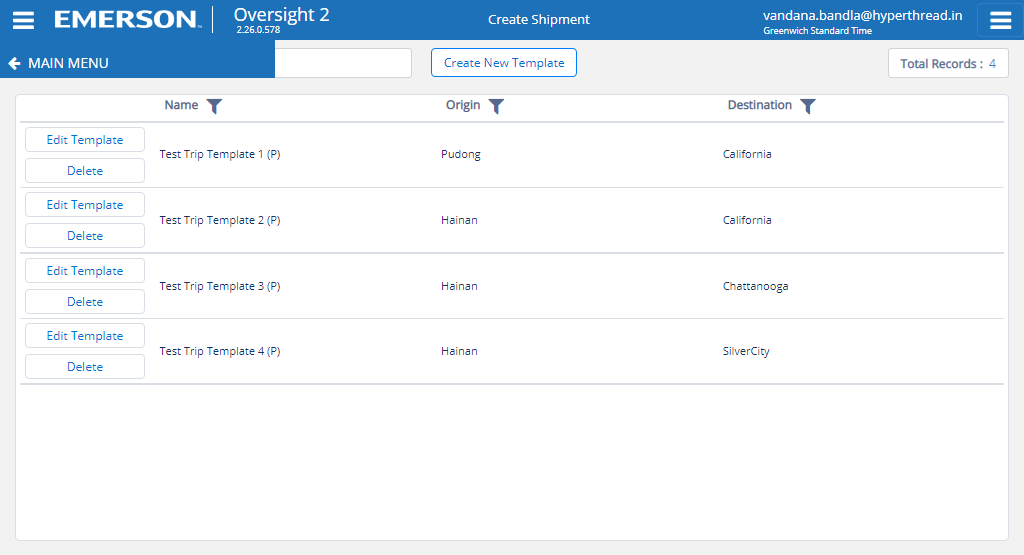 EMERSON™
Oversight 2
2.26.0.578
Create Shipment
vandana.bandla@hyperthread.in
Greenwich Standard Time
MAIN MENU
Create New Template
Total Records : 4
Name Origin Destination
Edit Template
Delete
Test Trip Template 1 (P) Pudong California
Edit Template
Delete
Test Trip Template 2 (P) Hainan California
Edit Template
Delete
Test Trip Template 3 (P) Hainan Chattanooga
Edit Template
Delete
Test Trip Template 4 (P) Hainan SilverCity